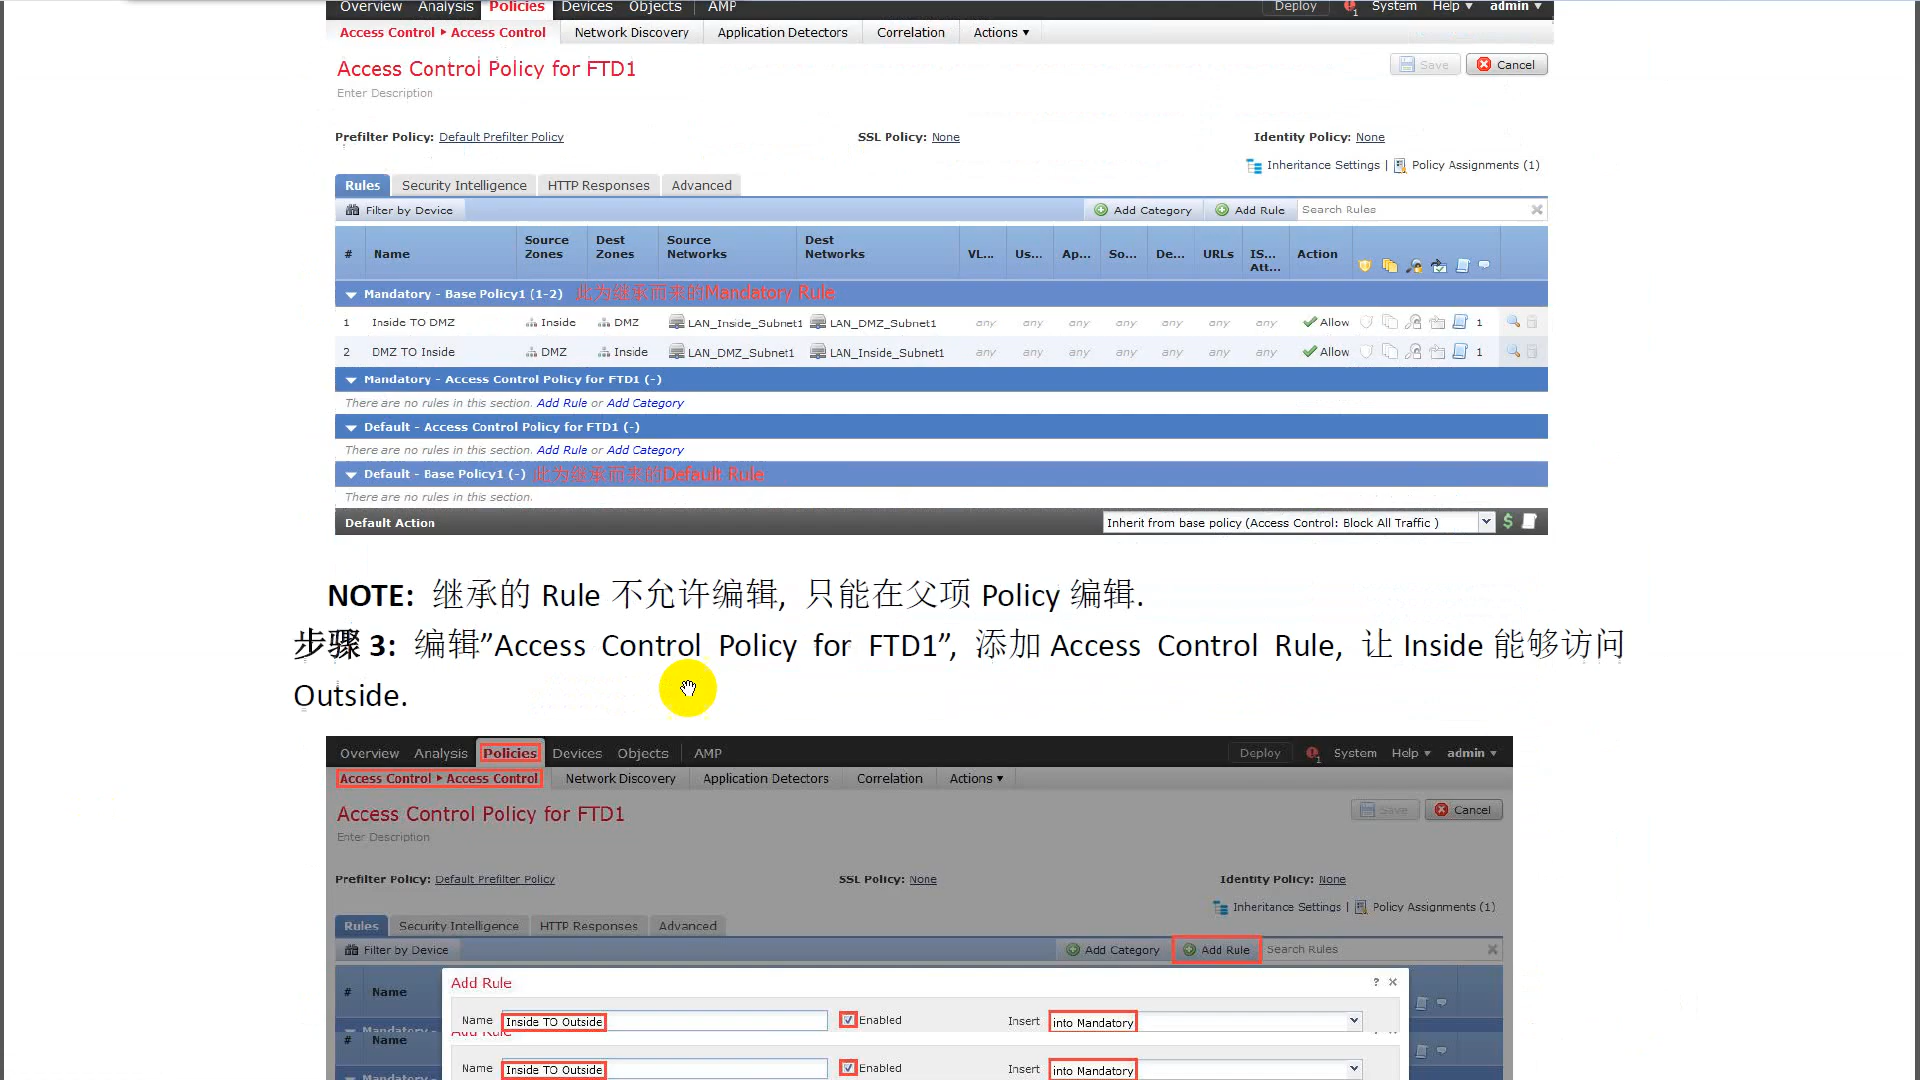 Overview Analysis Policies Devices Objects AMP Deploy 1 System Help ▾ admin ▾
Access Control ▸ Access Control Network Discovery Application Detectors Correlation Actions ▾
Access Control Policy for FTD1 Save Cancel
Enter Description
Prefilter Policy: Default Prefilter Policy SSL Policy: None Identity Policy: None
Inheritance Settings | Policy Assignments (1)
Rules Security Intelligence HTTP Responses Advanced
Filter by Device Add Category Add Rule Search Rules
# Name Source Zones Dest Zones Source Networks Dest Networks VL... Us... Ap... So... De... URLs IS... Att... Action
Mandatory - Base Policy1 (1-2) 此为继承而来的Mandatory Rule
1 Inside TO DMZ Inside DMZ LAN_Inside_Subnet1 LAN_DMZ_Subnet1 any any any any any any any Allow 1
2 DMZ TO Inside DMZ Inside LAN_DMZ_Subnet1 LAN_Inside_Subnet1 any any any any any any any Allow 1
Mandatory - Access Control Policy for FTD1 (-)
There are no rules in this section. Add Rule or Add Category
Default - Access Control Policy for FTD1 (-)
There are no rules in this section. Add Rule or Add Category
Default - Base Policy1 (-) 此为继承而来的Default Rule
There are no rules in this section.
Default Action Inherit from base policy (Access Control: Block All Traffic )
NOTE: 继承的 Rule 不允许编辑, 只能在父项 Policy 编辑.
步骤 3: 编辑”Access Control Policy for FTD1”, 添加 Access Control Rule, 让 Inside 能够访问
Outside.
Overview Analysis Policies Devices Objects AMP Deploy 1 System Help ▾ admin ▾
Access Control ▸ Access Control Network Discovery Application Detectors Correlation Actions ▾
Access Control Policy for FTD1 Save Cancel
Enter Description
Prefilter Policy: Default Prefilter Policy SSL Policy: None Identity Policy: None
Inheritance Settings | Policy Assignments (1)
Rules Security Intelligence HTTP Responses Advanced
Filter by Device Add Category Add Rule Search Rules
# Name
Add Rule ? ×
Name Inside TO Outside Enabled Insert into Mandatory
# Name
Name Inside TO Outside Enabled Insert into Mandatory